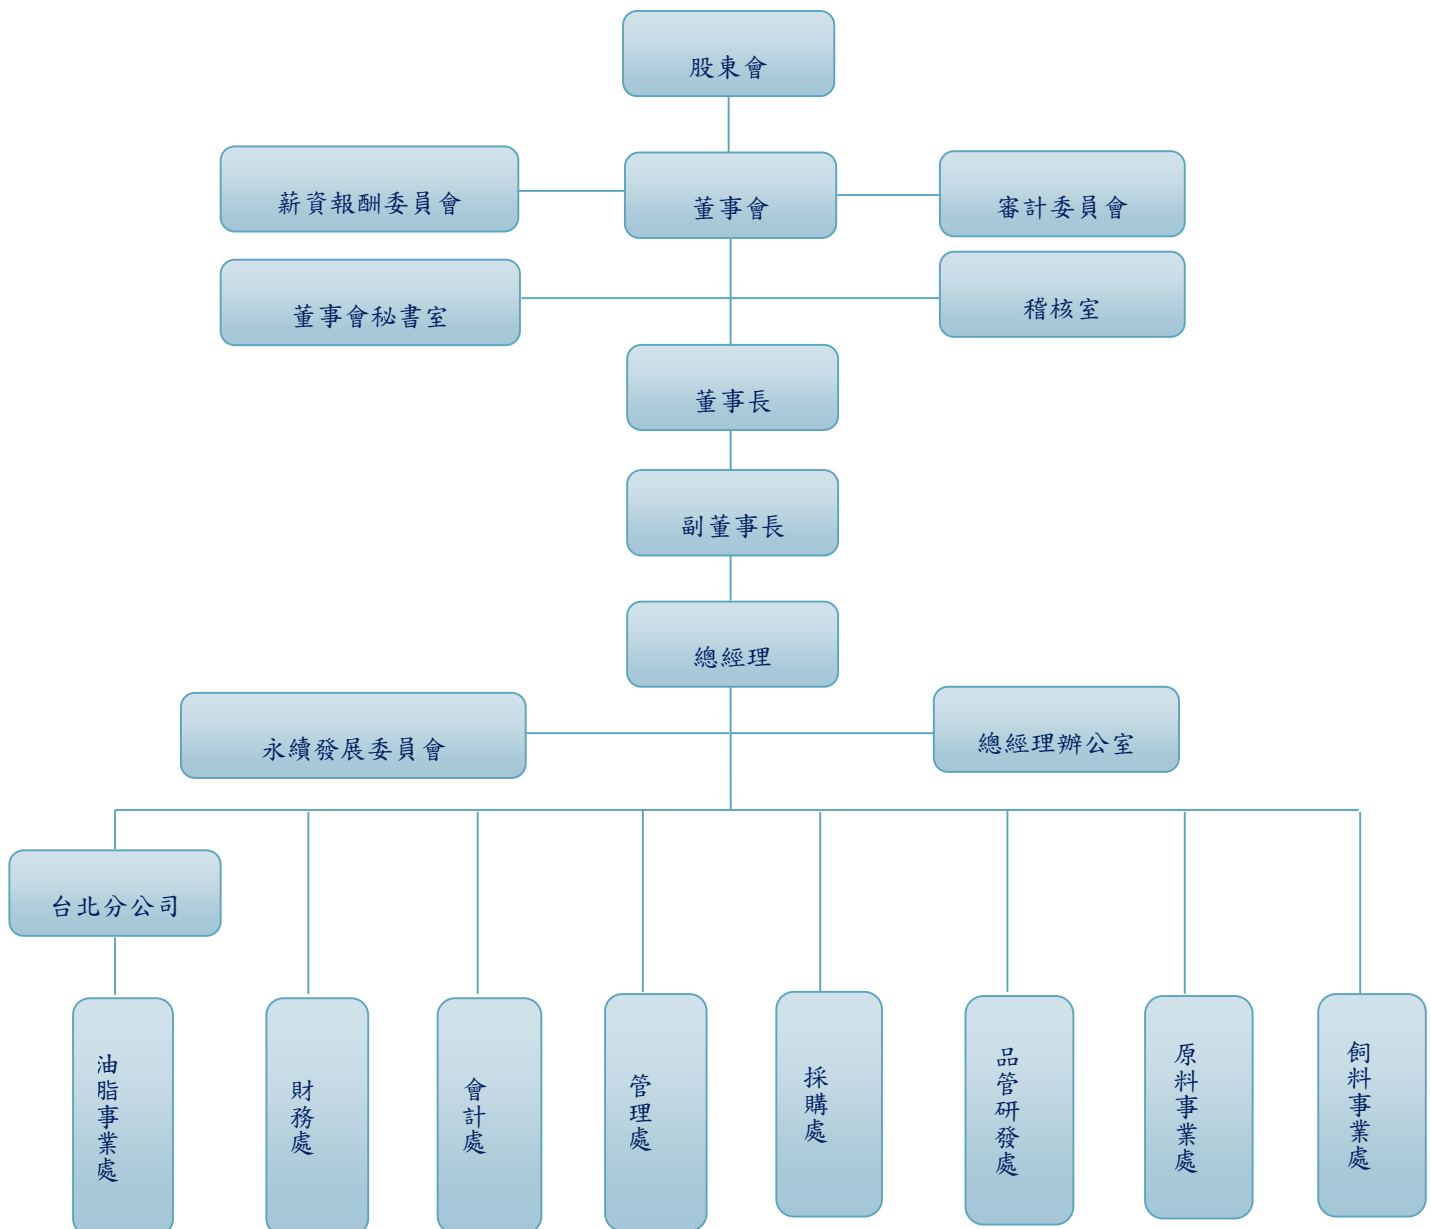 股東會
薪資報酬委員會
董事會
審計委員會
董事會秘書室
稽核室
董事長
副董事長
總經理
永續發展委員會
總經理辦公室
台北分公司
油脂事業處
財務處
會計處
管理處
採購處
品管研發處
原料事業處
飼料事業處